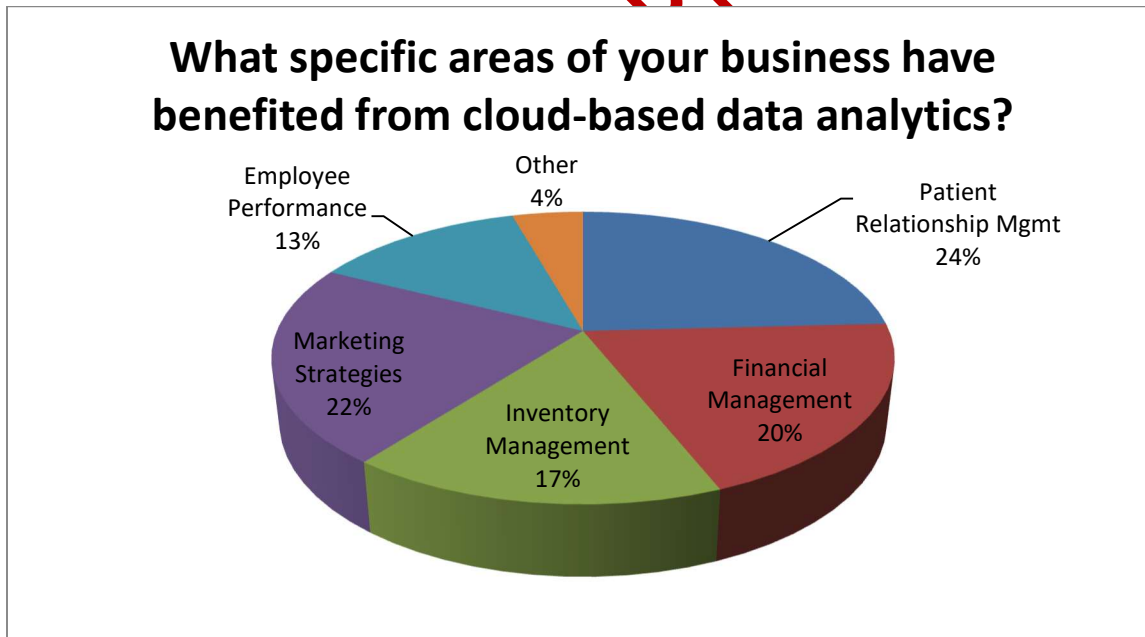 What specific areas of your business have
benefited from cloud-based data analytics?
Other
4%
Employee
Performance
13%
Patient
Relationship Mgmt
24%
Marketing
Strategies
22%
Financial
Management
20%
Inventory
Management
17%